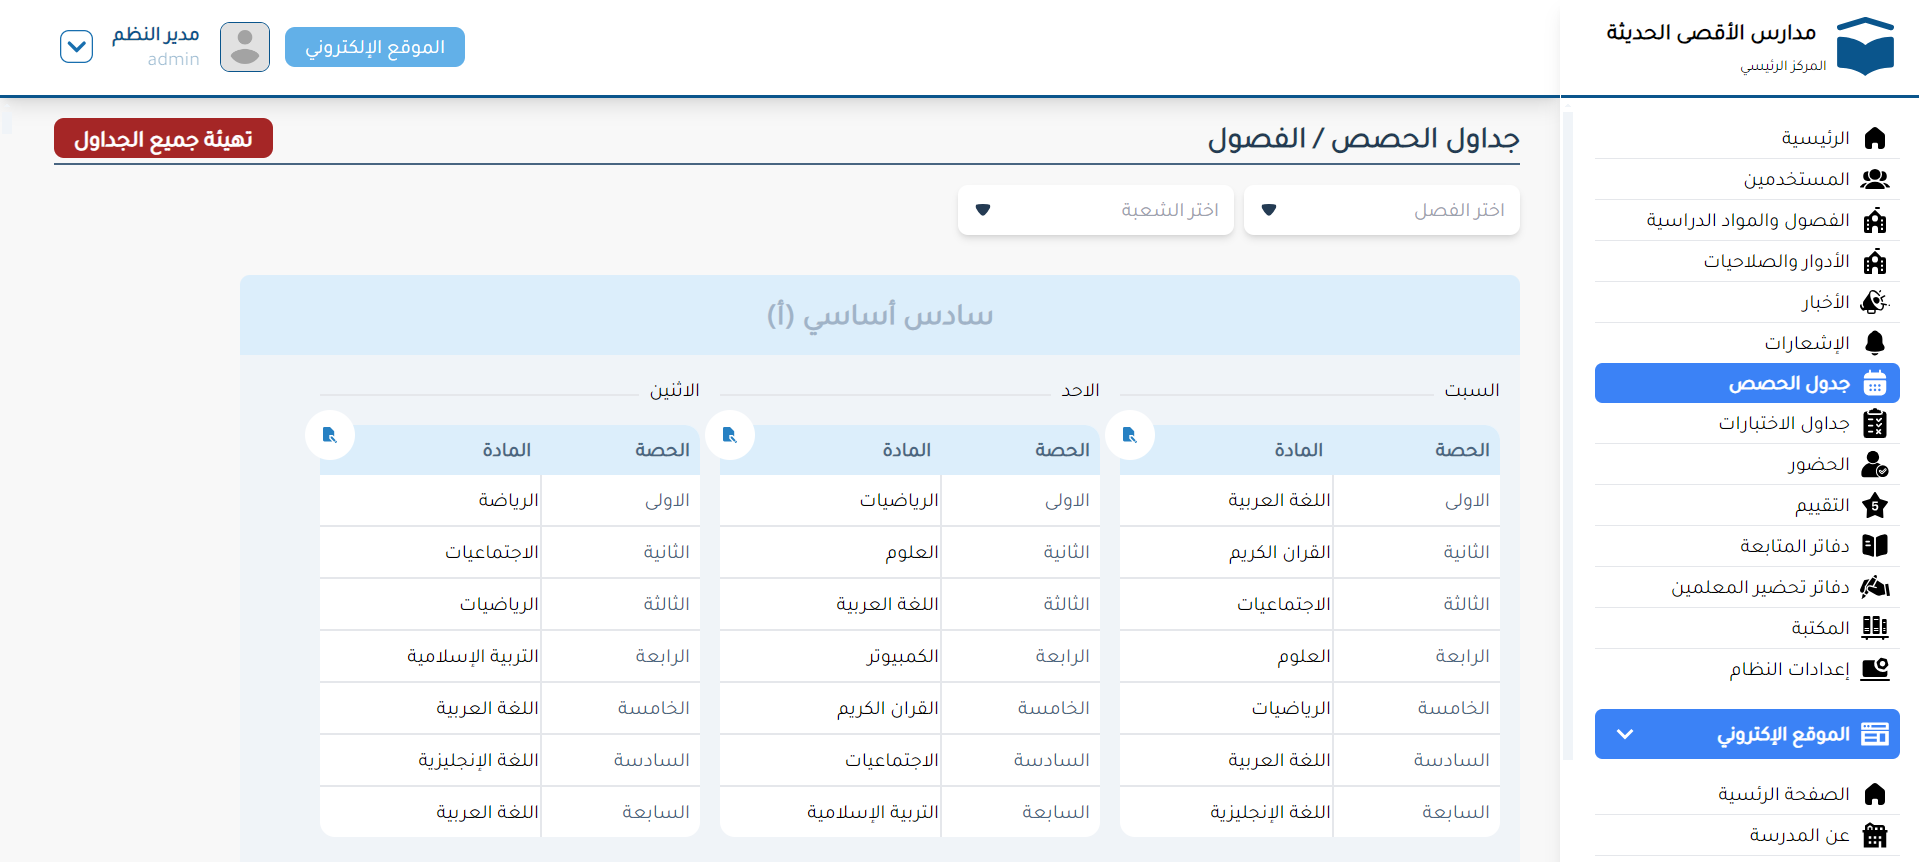 مدارس الأقصى الحديثة
المركز الرئيسي
الموقع الإلكتروني
مدير النظم
admin
الرئيسية
المستخدمين
الفصول والمواد الدراسية
الأدوار والصلاحيات
الأخبار
الإشعارات
جدول الحصص
جداول الاختبارات
الحضور
التقييم
دفاتر المتابعة
دفاتر تحضير المعلمين
المكتبة
إعدادات النظام
الموقع الإكتروني
الصفحة الرئسية
عن المدرسة
جداول الحصص / الفصول
تهيئة جميع الجداول
اختر الفصل
اختر الشعبة
سادس أساسي (أ)
السبت
الحصة المادة
الاولى اللغة العربية
الثانية القران الكريم
الثالثة الاجتماعيات
الرابعة العلوم
الخامسة الرياضيات
السادسة اللغة العربية
السابعة اللغة الإنجليزية
الاحد
الحصة المادة
الاولى الرياضيات
الثانية العلوم
الثالثة اللغة العربية
الرابعة الكمبيوتر
الخامسة القران الكريم
السادسة الاجتماعيات
السابعة التربية الإسلامية
الاثنين
الحصة المادة
الاولى الرياضة
الثانية الاجتماعيات
الثالثة الرياضيات
الرابعة التربية الإسلامية
الخامسة اللغة العربية
السادسة اللغة الإنجليزية
السابعة اللغة العربية